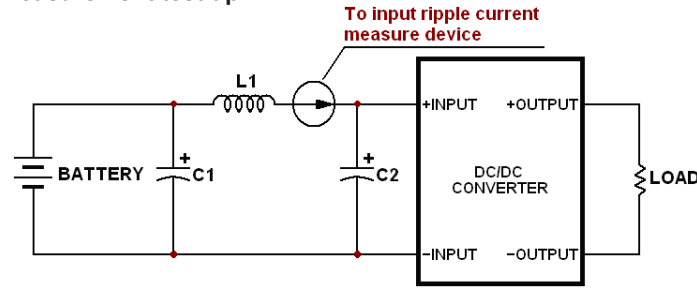 To input ripple current
measure device
L1
+INPUT
+OUTPUT
+
BATTERY
C1
+
C2
DC/DC
CONVERTER
LOAD
−INPUT
−OUTPUT